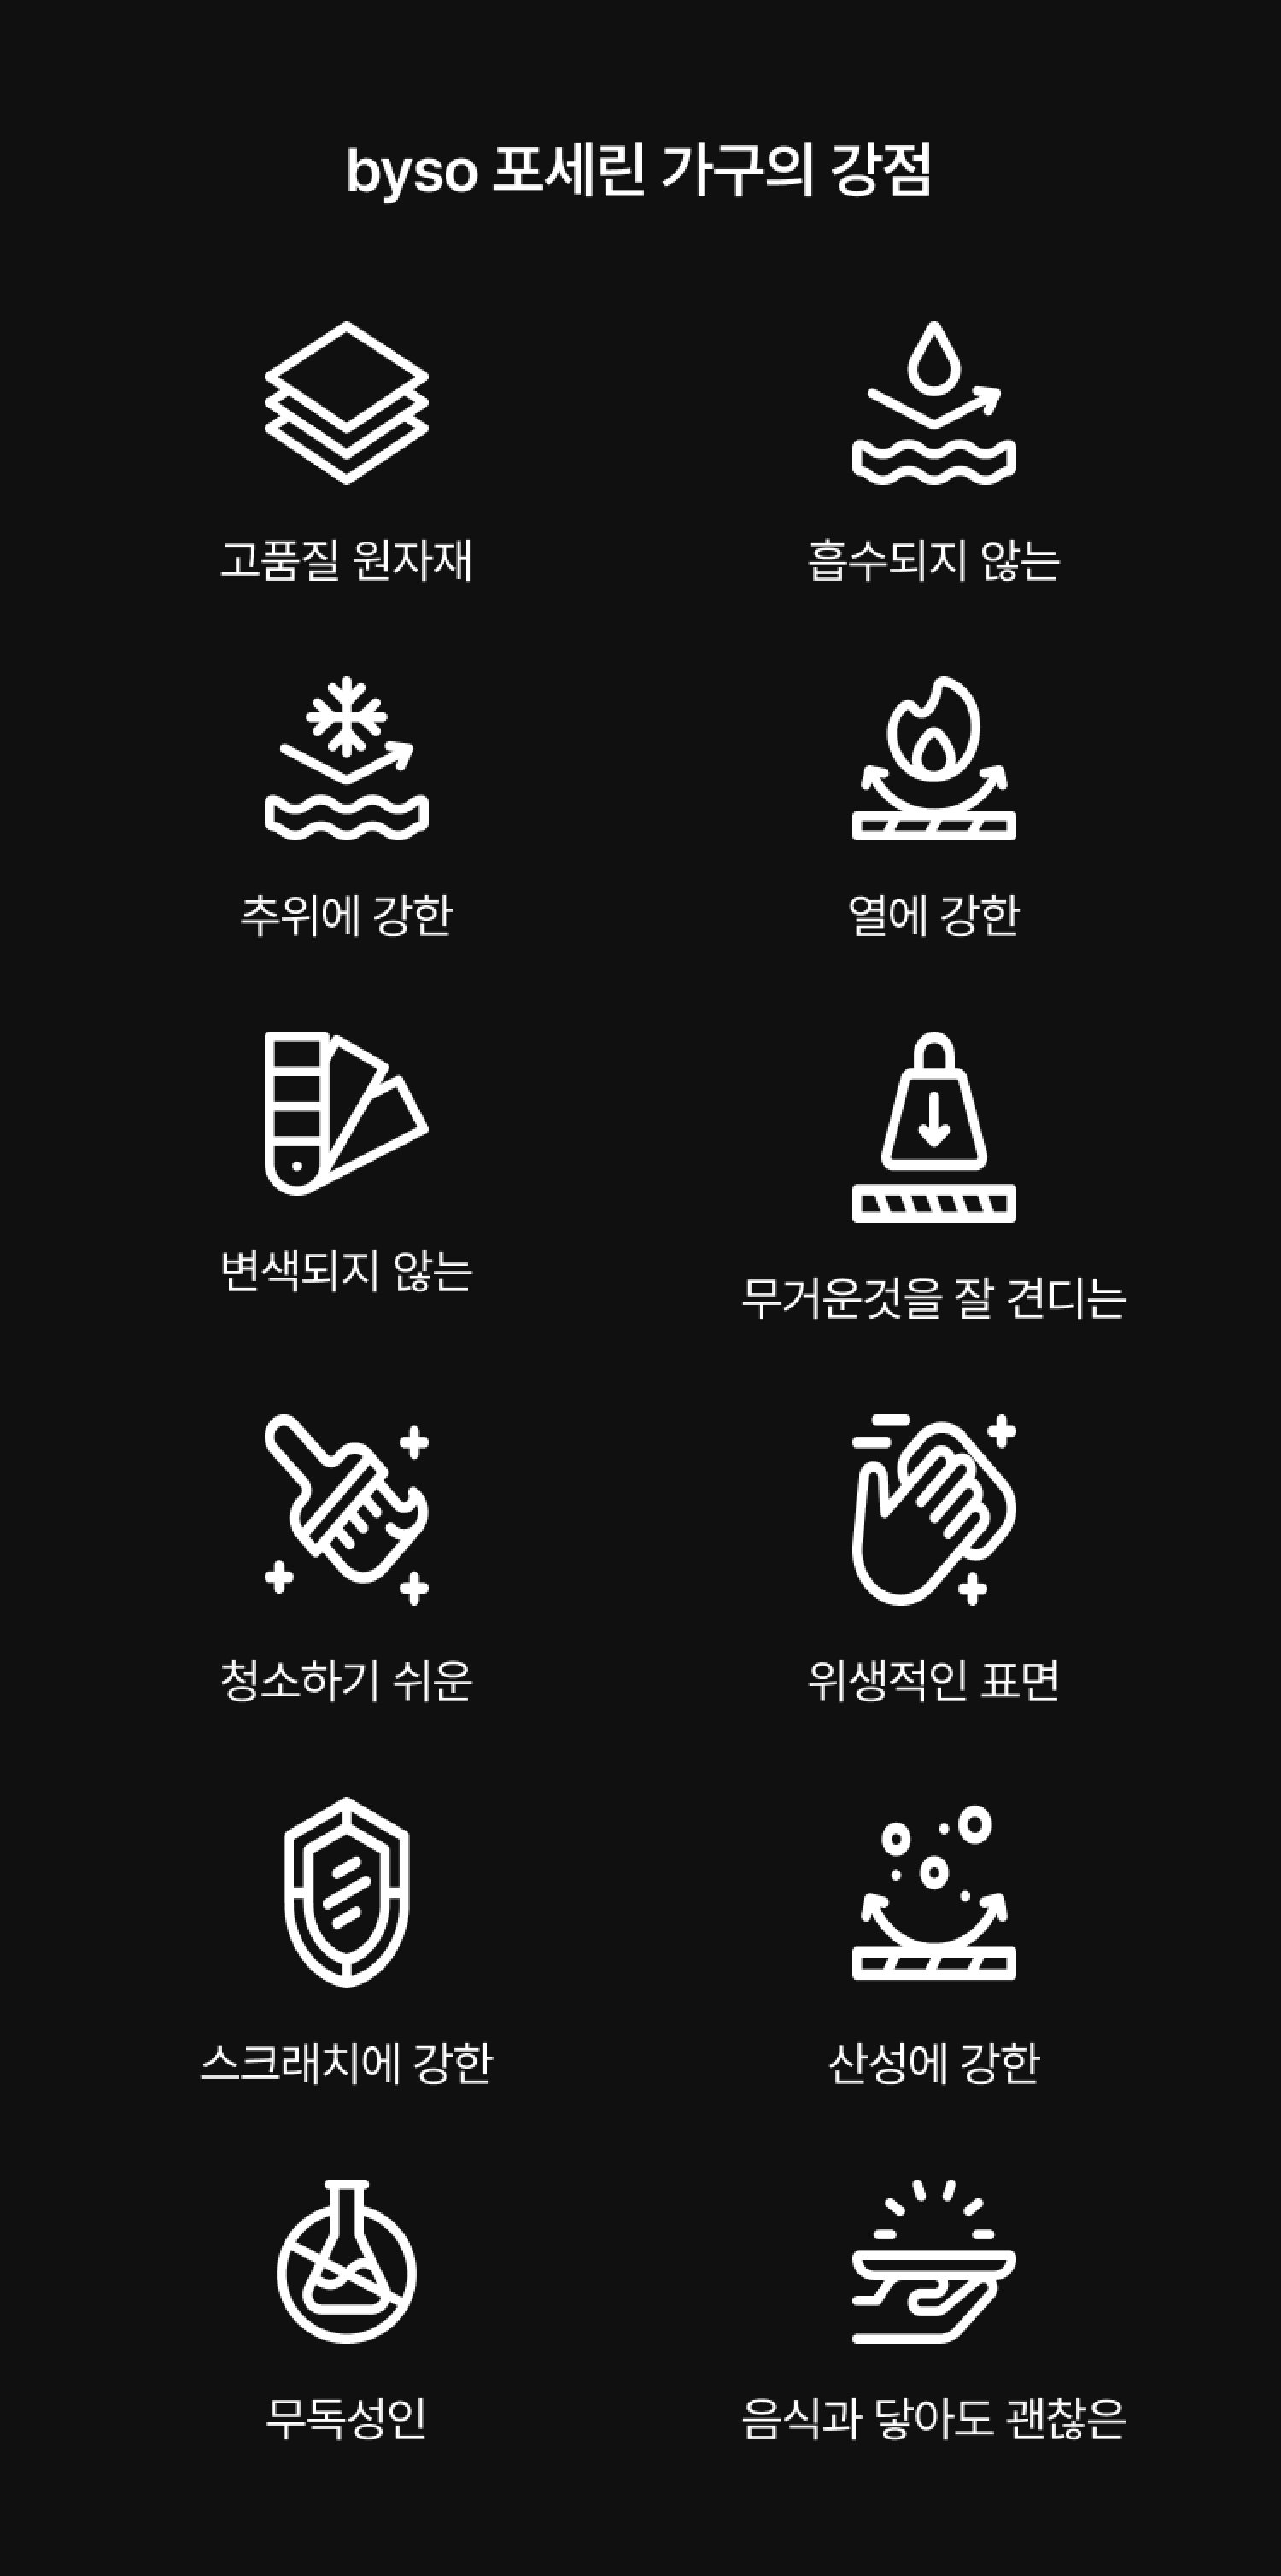 byso 포세린 가구의 강점
고품질 원자재
흡수되지 않는
추위에 강한
열에 강한
변색되지 않는
무거운것을 잘 견디는
청소하기 쉬운
위생적인 표면
스크래치에 강한
산성에 강한
무독성인
음식과 닿아도 괜찮은